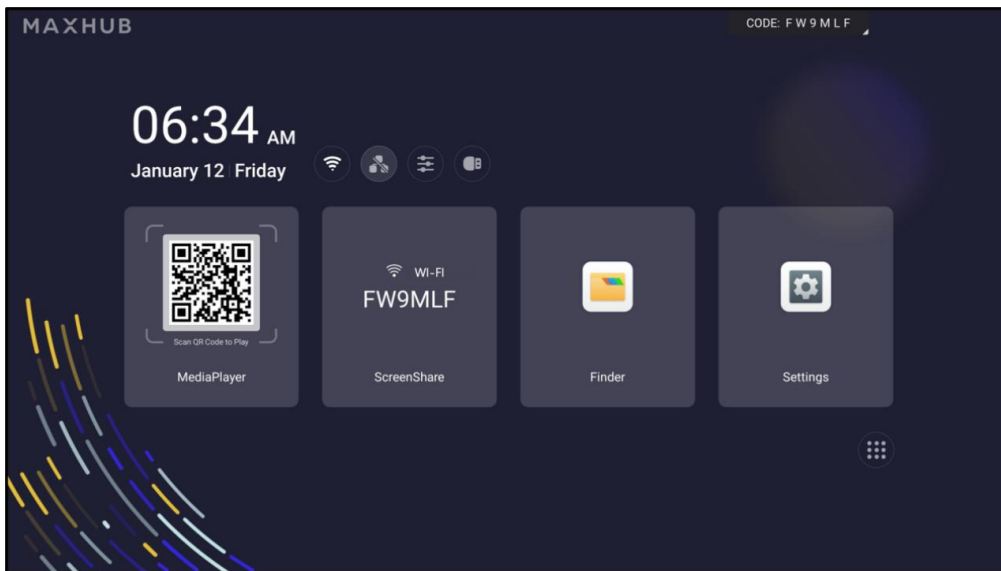 MAXHUB
CODE: F W 9 M L F
06:34 AM
January 12 Friday
Scan QR Code to Play
MediaPlayer
WI-FI
FW9MLF
ScreenShare
Finder
Settings